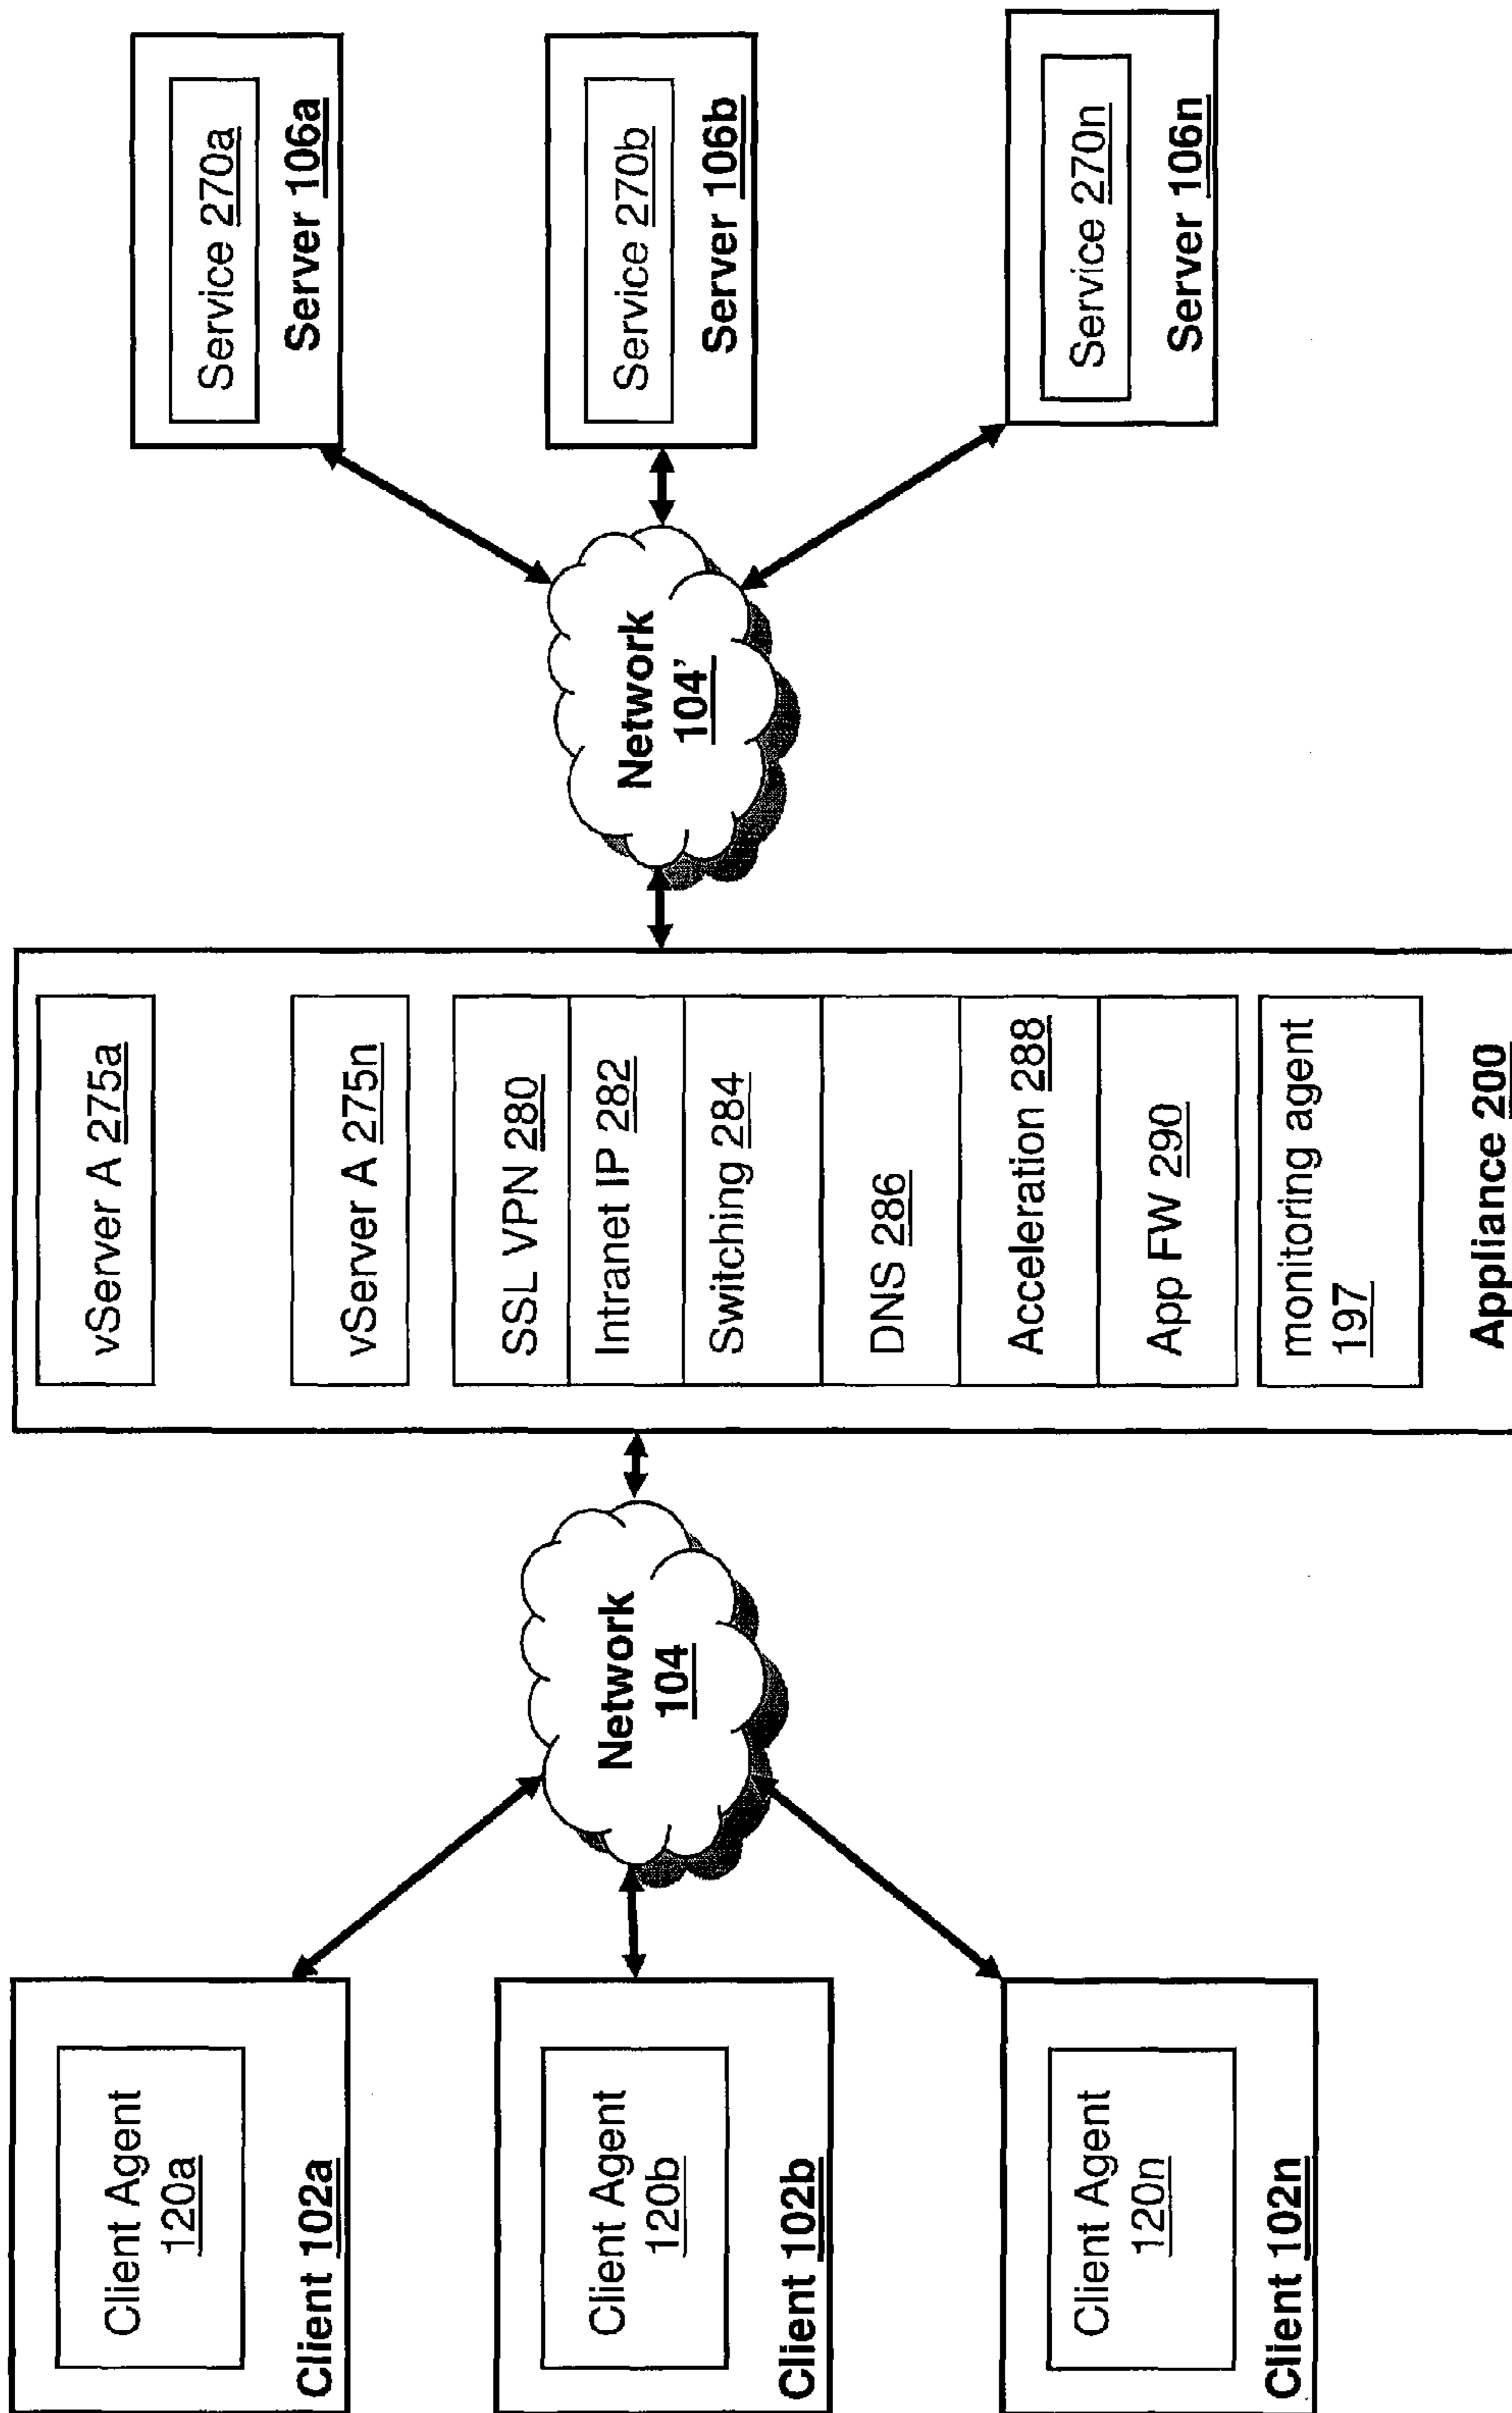 Client Agent
120a
Client 102a
Client Agent
120b
Client 102b
Client Agent
120n
Client 102n
Network
104
vServer A 275a
vServer A 275n
SSL VPN 280
Intranet IP 282
Switching 284
DNS 286
Acceleration 288
App FW 290
monitoring agent
197
Appliance 200
Network
104’
Service 270a
Server 106a
Service 270b
Server 106b
Service 270n
Server 106n